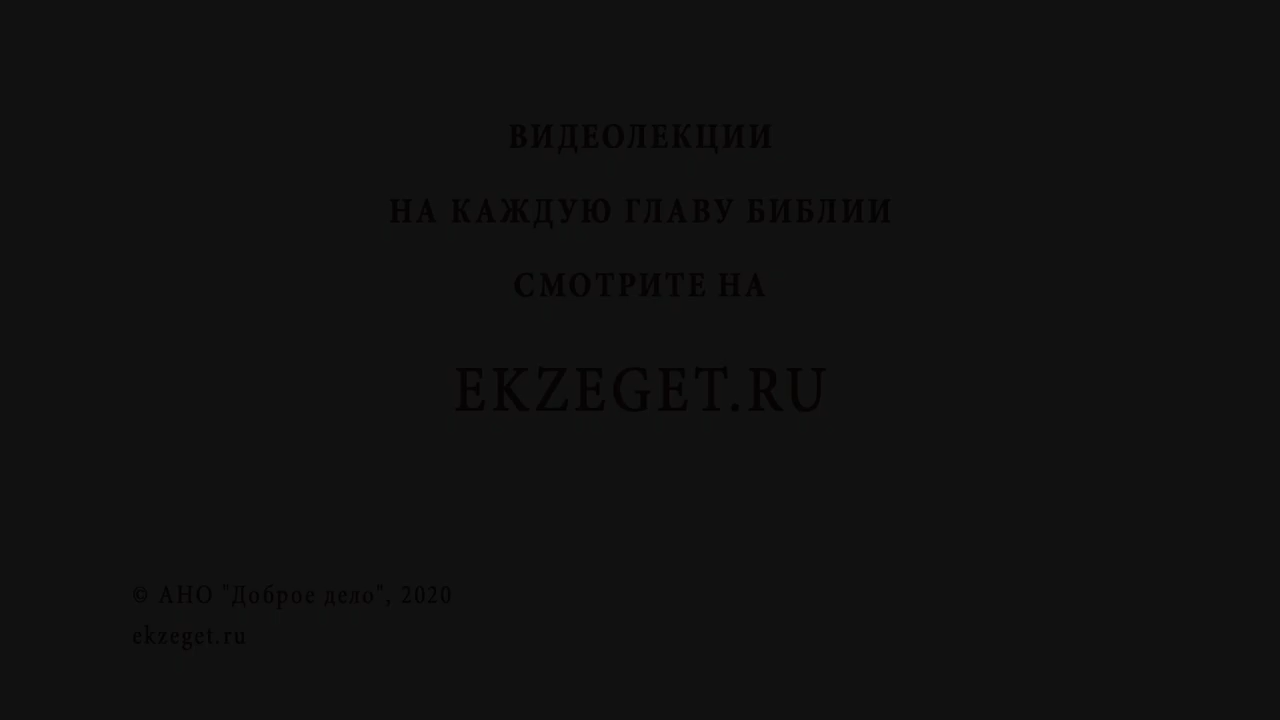 ВИДЕОЛЕКЦИИ
НА КАЖДУЮ ГЛАВУ БИБЛИИ
СМОТРИТЕ НА
EKZEGET.RU
© АНО "Доброе дело", 2020
ekzeget.ru